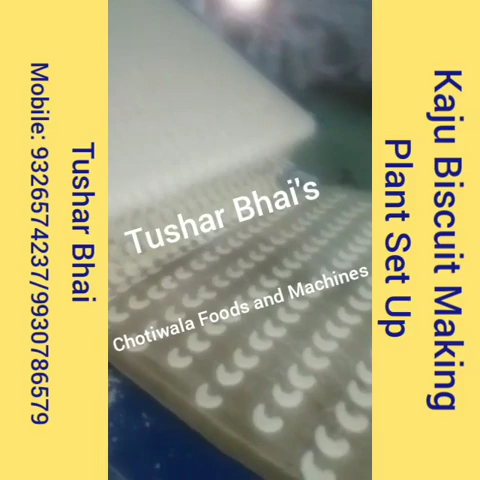 Kaju Biscuit Making
Plant Set Up
Tushar Bhai's
Chotiwala Foods and Machines
Tushar Bhai
Mobile: 9326574237/9930786579